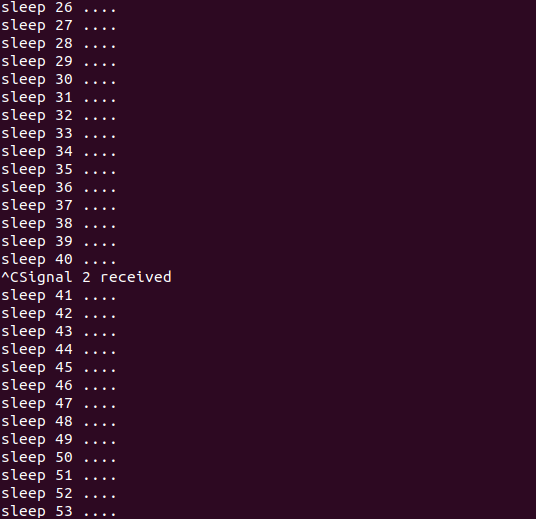 sleep 26 ....
sleep 27 ....
sleep 28 ....
sleep 29 ....
sleep 30 ....
sleep 31 ....
sleep 32 ....
sleep 33 ....
sleep 34 ....
sleep 35 ....
sleep 36 ....
sleep 37 ....
sleep 38 ....
sleep 39 ....
sleep 40 ....
^CSignal 2 received
sleep 41 ....
sleep 42 ....
sleep 43 ....
sleep 44 ....
sleep 45 ....
sleep 46 ....
sleep 47 ....
sleep 48 ....
sleep 49 ....
sleep 50 ....
sleep 51 ....
sleep 52 ....
sleep 53 ....